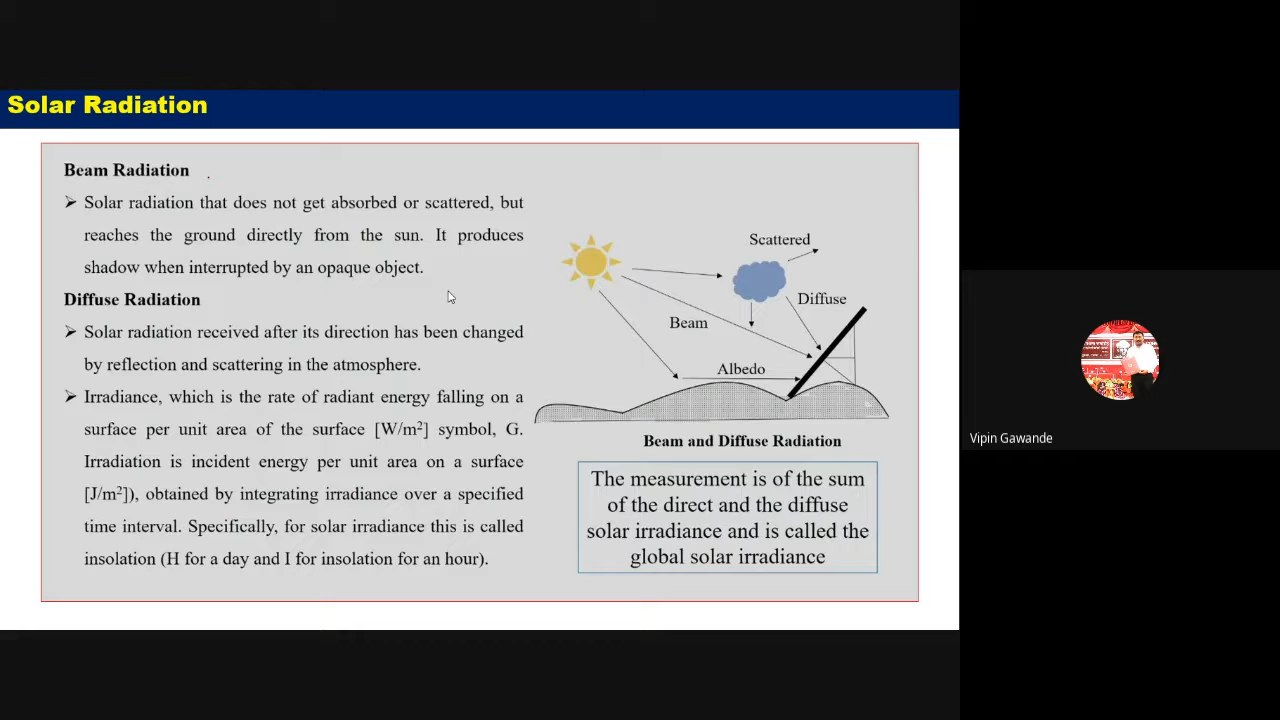 Solar Radiation
Beam Radiation
➢ Solar radiation that does not get absorbed or scattered, but
reaches the ground directly from the sun. It produces
shadow when interrupted by an opaque object.
Diffuse Radiation
➢ Solar radiation received after its direction has been changed
by reflection and scattering in the atmosphere.
➢ Irradiance, which is the rate of radiant energy falling on a
surface per unit area of the surface [W/m²] symbol, G.
Irradiation is incident energy per unit area on a surface
[J/m²]), obtained by integrating irradiance over a specified
time interval. Specifically, for solar irradiance this is called
insolation (H for a day and I for insolation for an hour).
Scattered
Diffuse
Beam
Albedo
Beam and Diffuse Radiation
The measurement is of the sum
of the direct and the diffuse
solar irradiance and is called the
global solar irradiance
Vipin Gawande